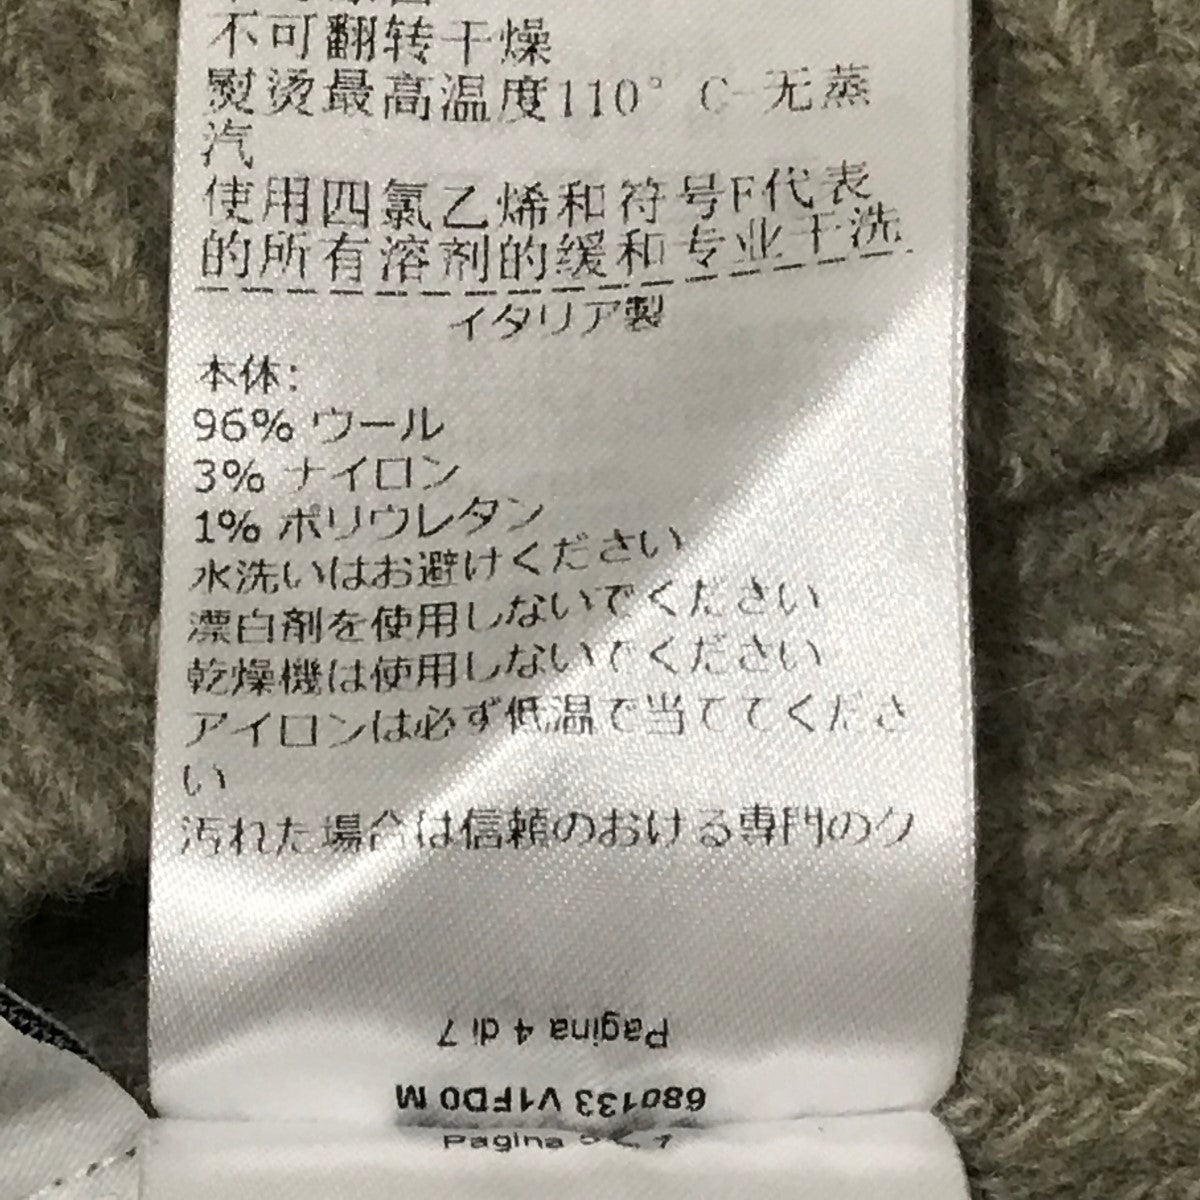 不可翻转干燥
熨烫最高温度110° C-无蒸
汽
使用四氯乙烯和符号F代表
的所有溶剂的缓和专业干洗
イタリア製
本体:
96% ウール
3% ナイロン
1% ポリウレタン
水洗いはお避けください
漂白剤を使用しないでください
乾燥機は使用しないでください
アイロンは必ず低温で当ててくださ
い
汚れた場合は信頼のおける専門のク
Pagina 4 di 7
680133 V1FD0 M
Pagina